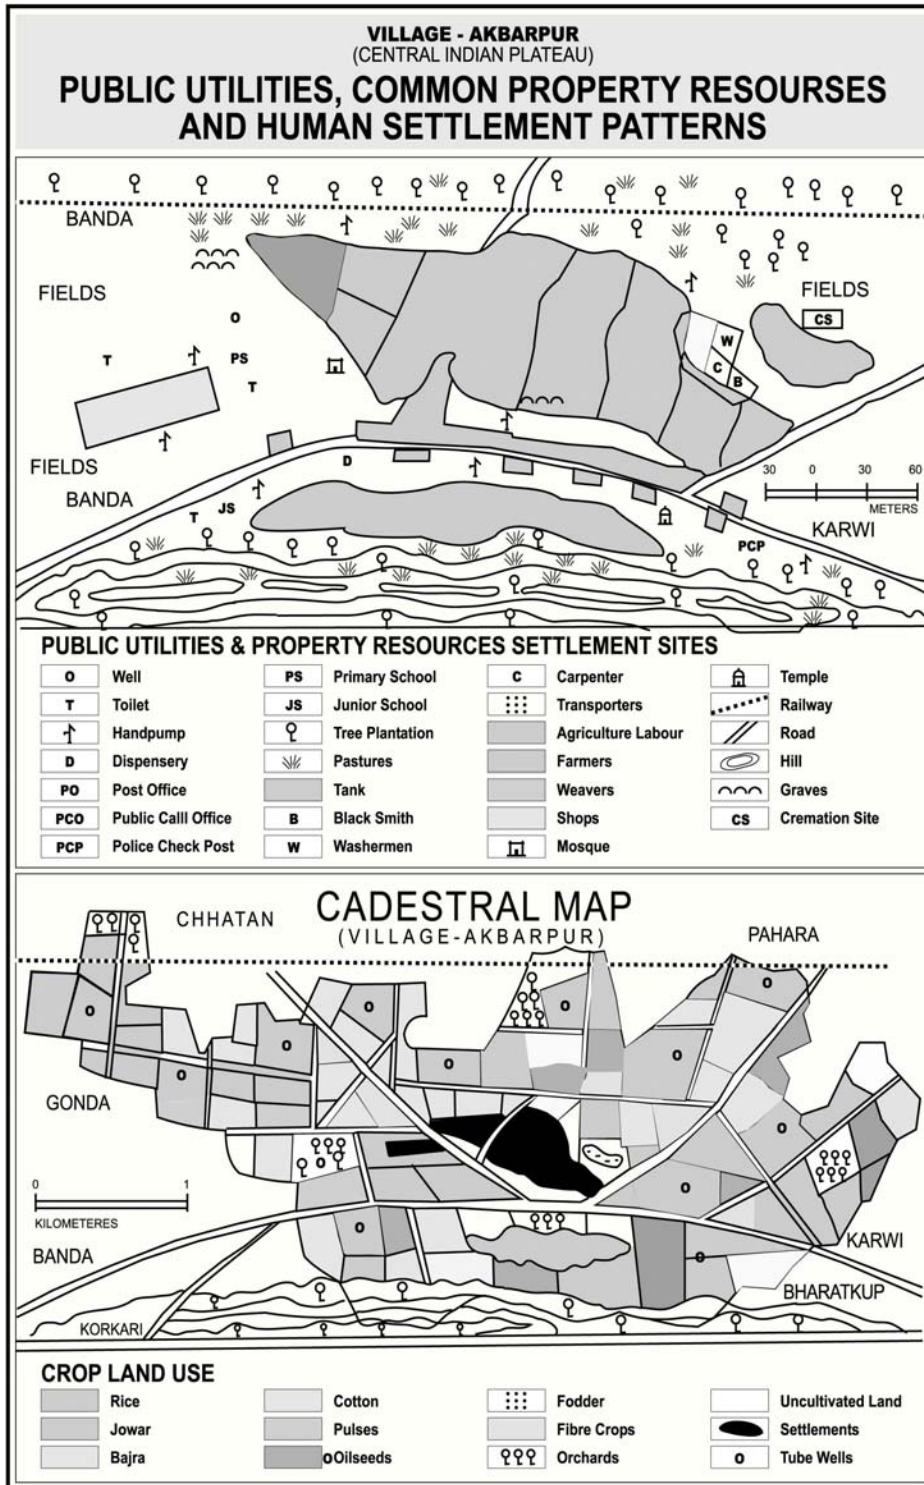 VILLAGE - AKBARPUR
(CENTRAL INDIAN PLATEAU)
PUBLIC UTILITIES, COMMON PROPERTY RESOURSES
AND HUMAN SETTLEMENT PATTERNS
BANDA
FIELDS
FIELDS
CS
O
W
T
PS
C
T
B
FIELDS
D
30 0 30 60
METERS
BANDA
JS
T
KARWI
PCP
PUBLIC UTILITIES & PROPERTY RESOURCES SETTLEMENT SITES
O Well PS Primary School C Carpenter Temple
T Toilet JS Junior School Transporters Railway
Handpump Tree Plantation Agriculture Labour Road
D Dispensery Pastures Farmers Hill
PO Post Office Tank Weavers Graves
PCO Public Calll Office B Black Smith Shops CS Cremation Site
PCP Police Check Post W Washermen Mosque
CADESTRAL MAP
(VILLAGE-AKBARPUR)
CHHATAN
PAHARA
O
O
O
O
O
O
O
GONDA
O
O
O
0 1
KILOMETERES
O
O
BANDA
KARWI
BHARATKUP
KORKARI
CROP LAND USE
Rice Cotton Fodder Uncultivated Land
Jowar Pulses Fibre Crops Settlements
Bajra O Oilseeds Orchards O Tube Wells